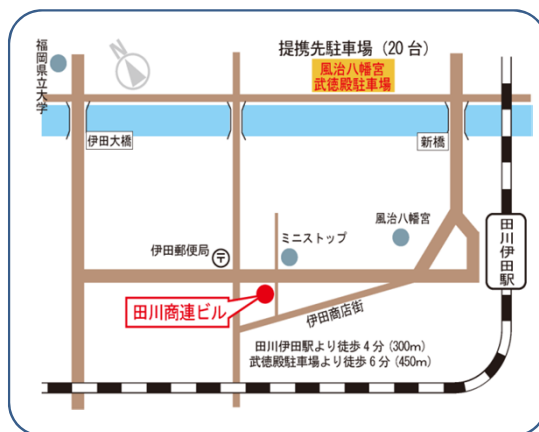 提携先駐車場（20台）
風治八幡宮
武徳殿駐車場
福岡県立大学
N
伊田大橋
新橋
風治八幡宮
田川伊田駅
伊田郵便局
〒
ミニストップ
田川商連ビル
伊田商店街
田川伊田駅より徒歩4分（300m）
武徳殿駐車場より徒歩6分（450m）